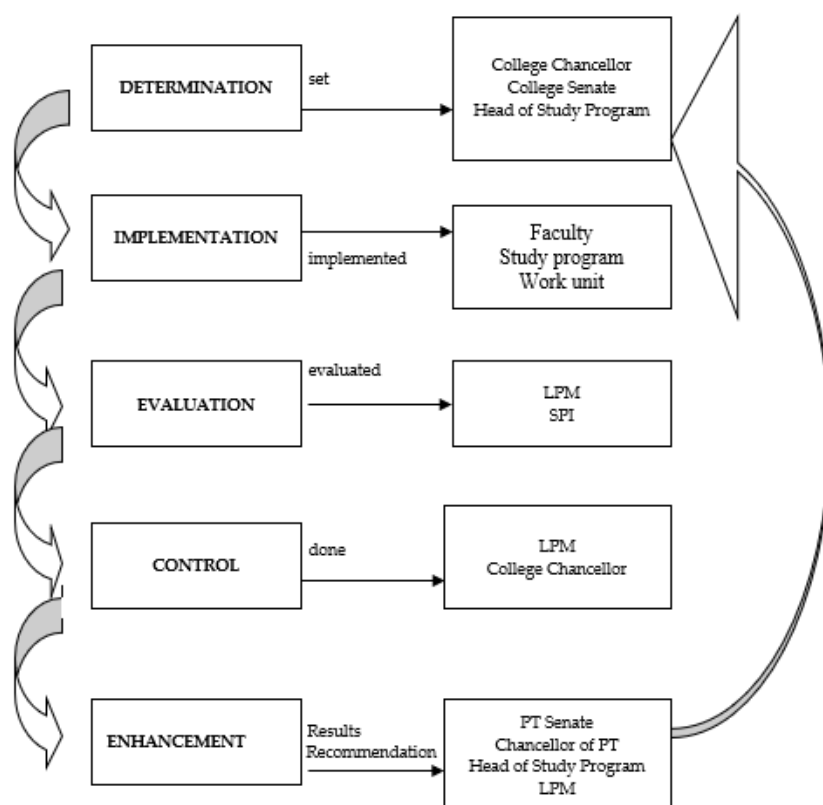 DETERMINATION
set
College Chancellor
College Senate
Head of Study Program
IMPLEMENTATION
implemented
Faculty
Study program
Work unit
EVALUATION
evaluated
LPM
SPI
CONTROL
done
LPM
College Chancellor
ENHANCEMENT
Results
Recommendation
PT Senate
Chancellor of PT
Head of Study Program
LPM